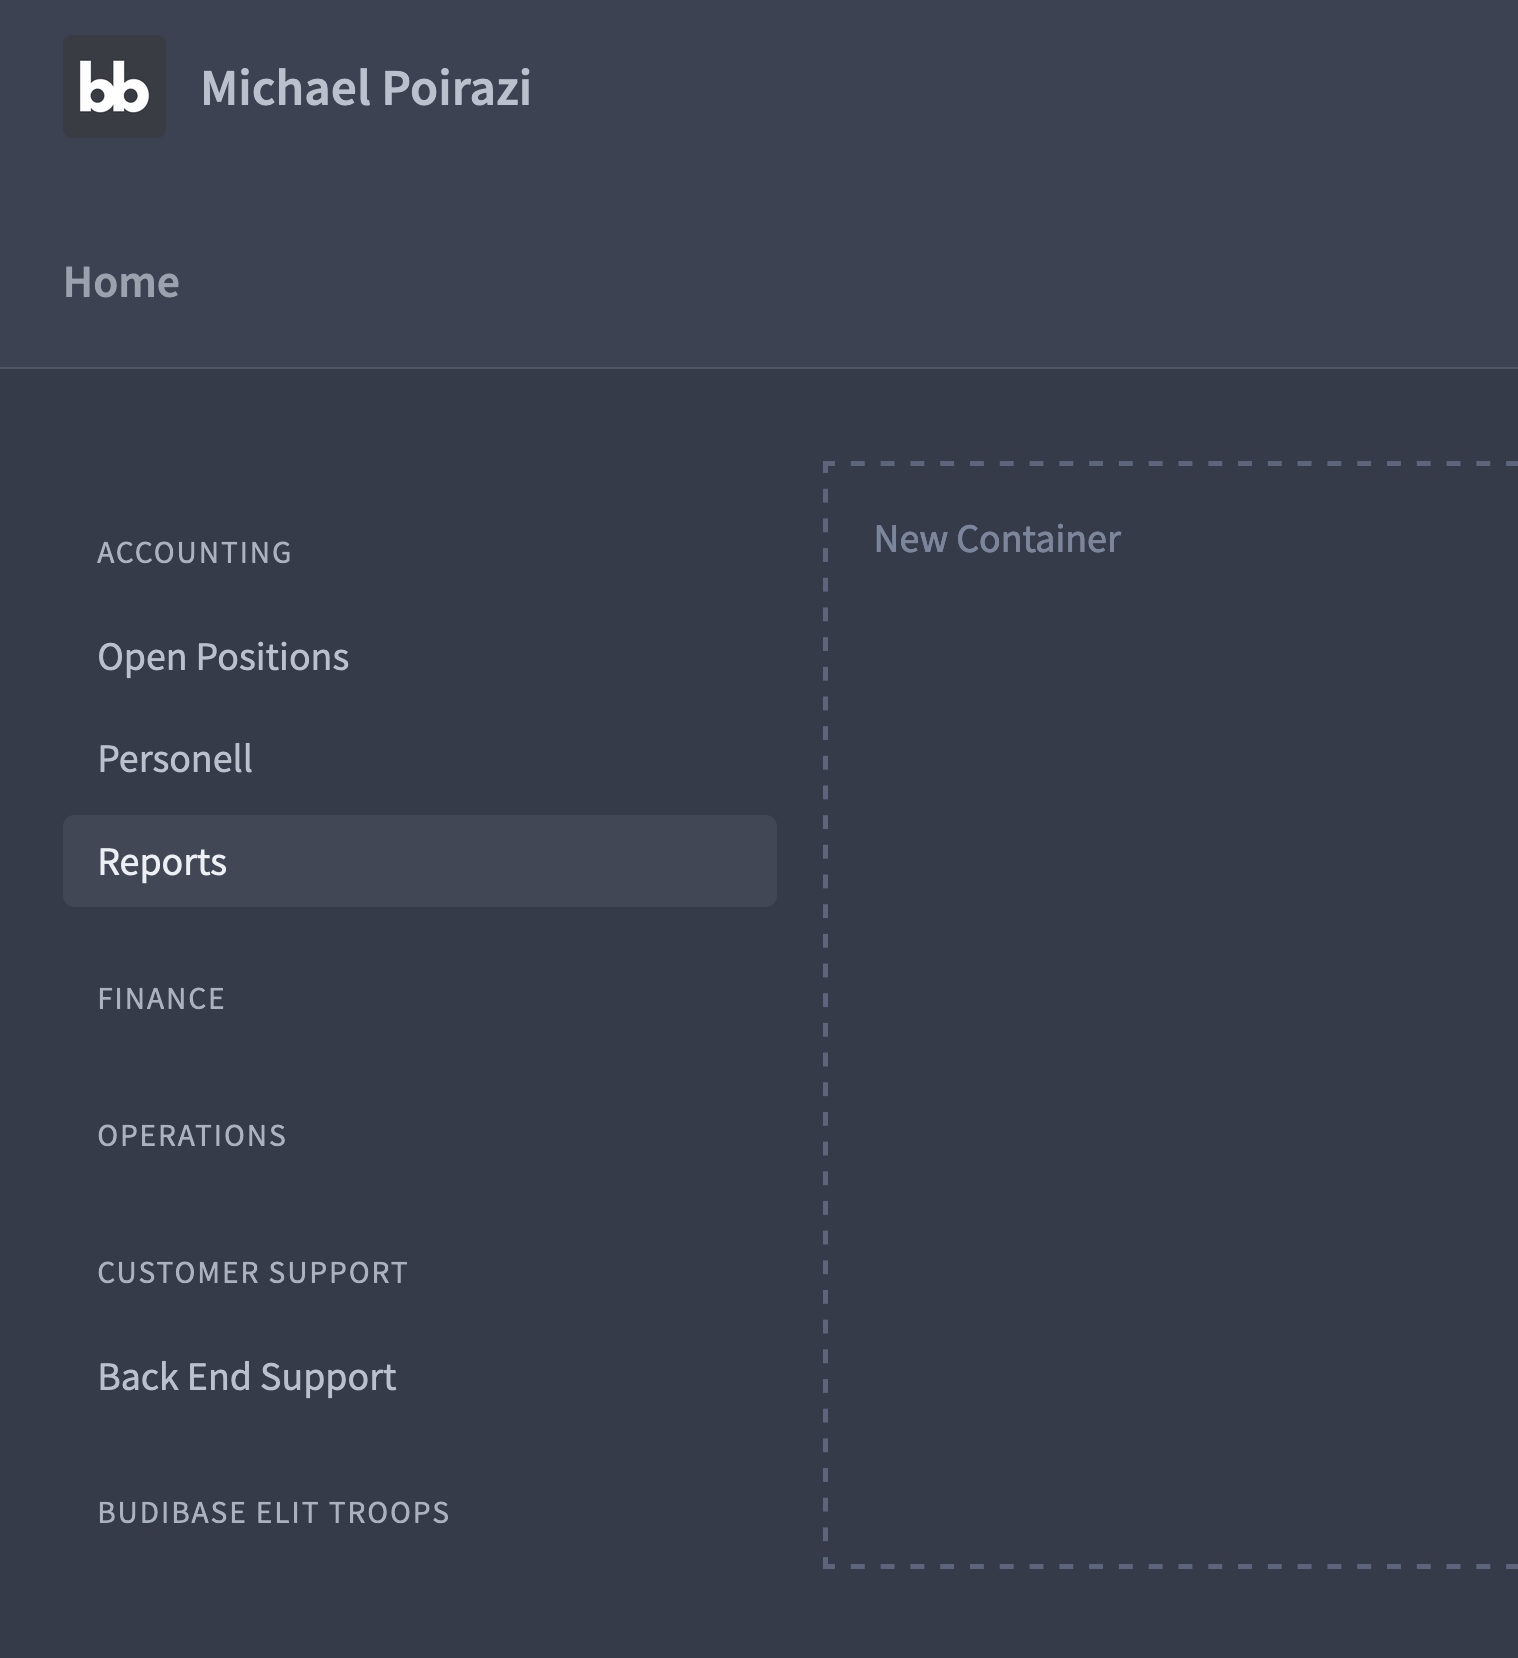 bb
Michael Poirazi
Home
ACCOUNTING
Open Positions
Personell
Reports
FINANCE
OPERATIONS
CUSTOMER SUPPORT
Back End Support
BUDIBASE ELIT TROOPS
New Container